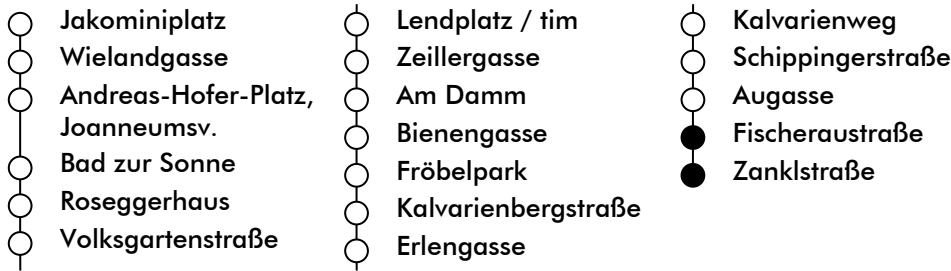 Jakominiplatz
Wielandgasse
Andreas-Hofer-Platz,
Joanneumsv.
Bad zur Sonne
Roseggerhaus
Volksgartenstraße
Lendplatz / tim
Zeillergasse
Am Damm
Bienengasse
Fröbelpark
Kalvarienbergstraße
Erlengasse
Kalvarienweg
Schippingerstraße
Augasse
Fischeraustraße
Zanklstraße